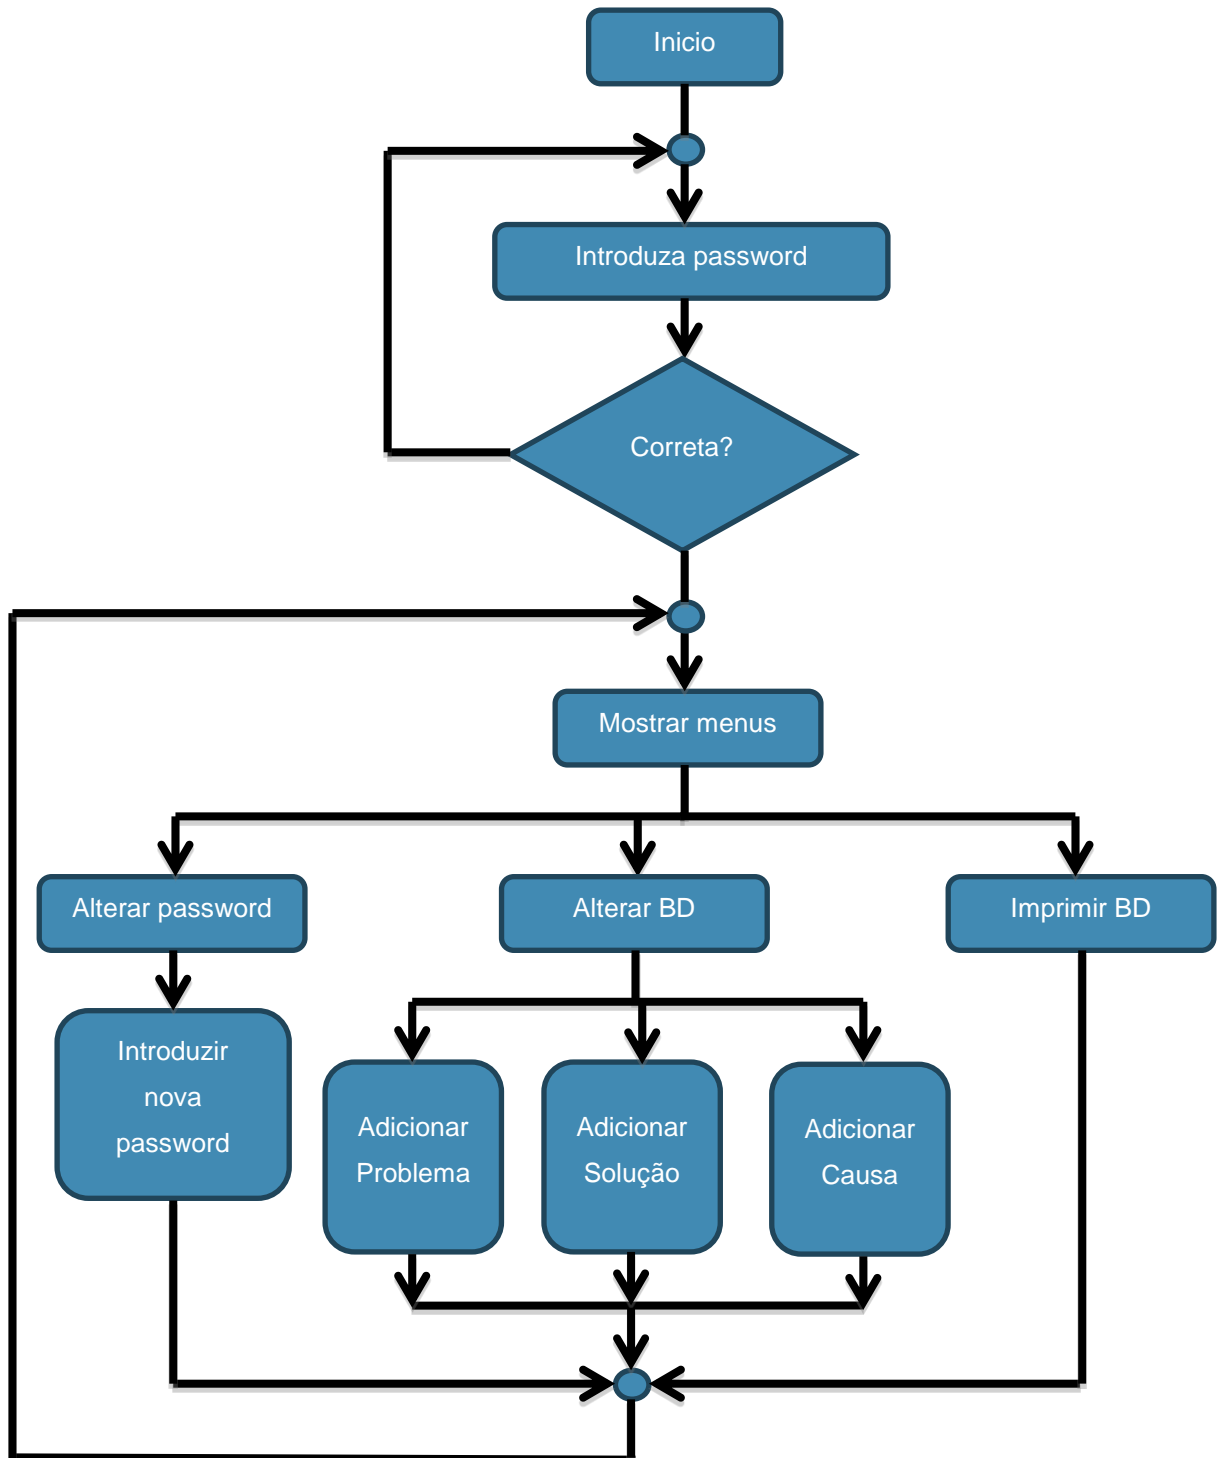 Inicio
Introduza password
Correta?
Mostrar menus
Alterar password
Alterar BD
Imprimir BD
Introduzir
nova
password
Adicionar
Problema
Adicionar
Solução
Adicionar
Causa